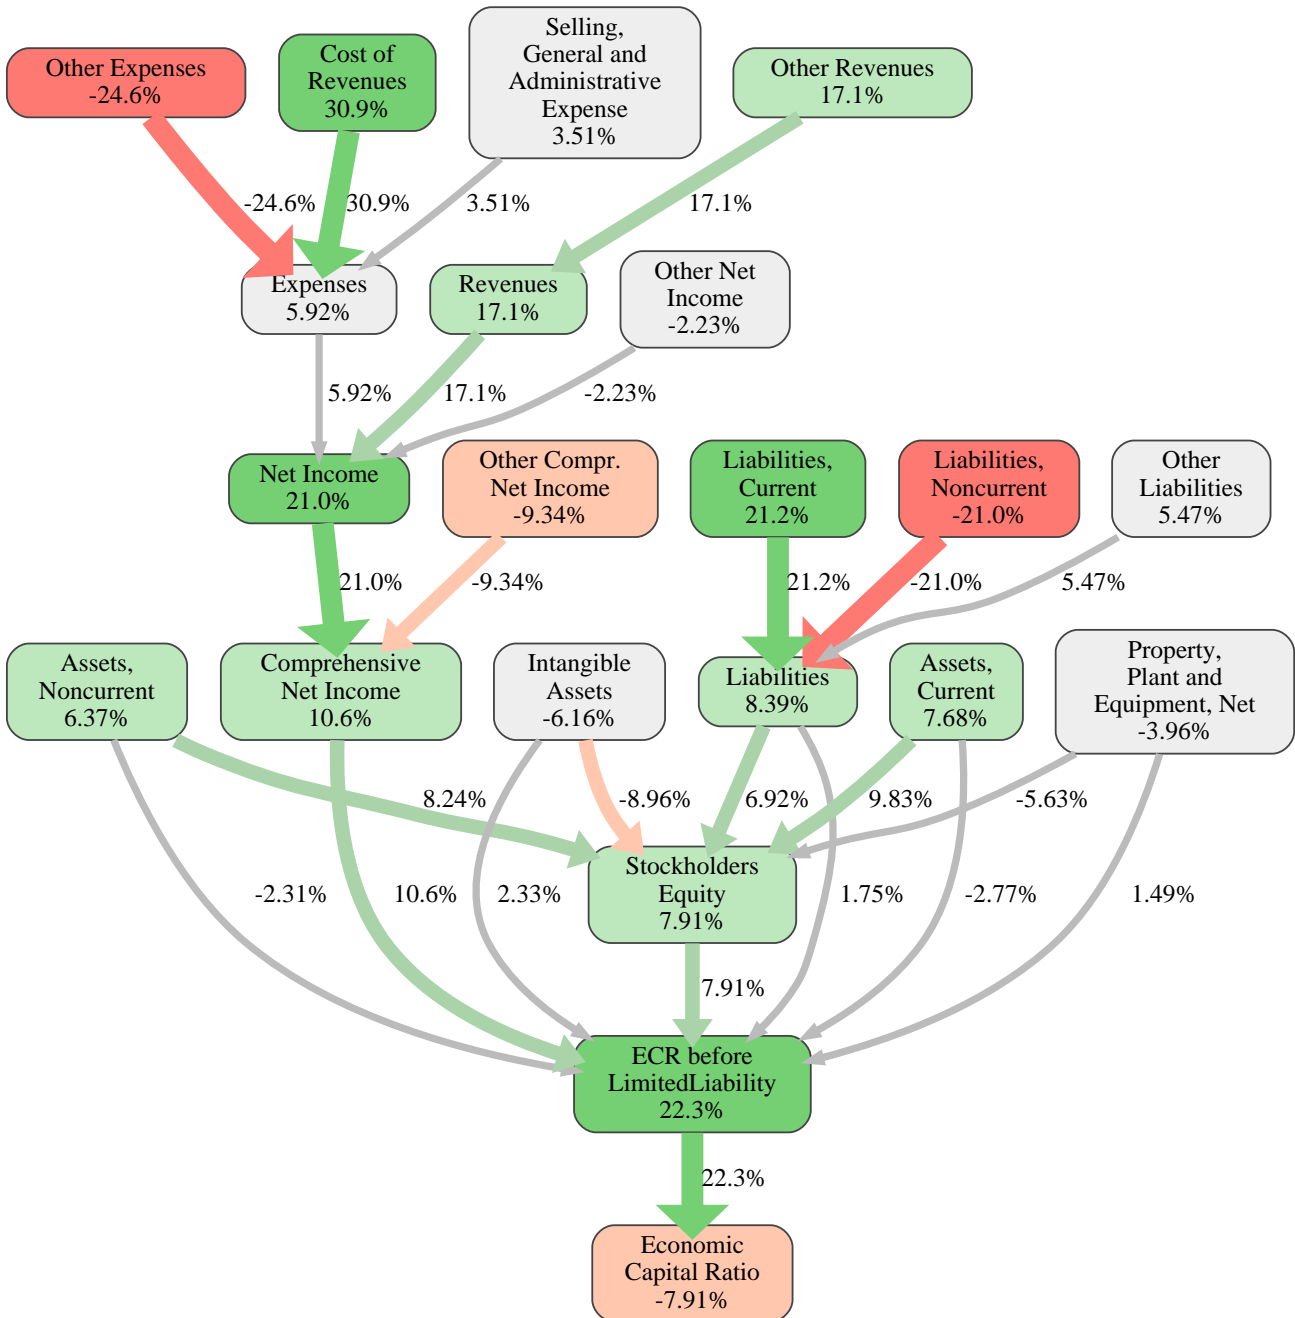 Other Expenses
-24.6%
Cost of
Revenues
30.9%
Selling,
General and
Administrative
Expense
3.51%
Other Revenues
17.1%
-24.6%
30.9%
3.51%
17.1%
Expenses
5.92%
Revenues
17.1%
Other Net
Income
-2.23%
5.92%
17.1%
-2.23%
Net Income
21.0%
Other Compr.
Net Income
-9.34%
Liabilities,
Current
21.2%
Liabilities,
Noncurrent
-21.0%
Other
Liabilities
5.47%
21.0%
-9.34%
21.2%
-21.0%
5.47%
Assets,
Noncurrent
6.37%
Comprehensive
Net Income
10.6%
Intangible
Assets
-6.16%
Liabilities
8.39%
Assets,
Current
7.68%
Property,
Plant and
Equipment, Net
-3.96%
8.24%
-8.96%
6.92%
9.83%
-5.63%
Stockholders
Equity
7.91%
-2.31%
10.6%
2.33%
1.75%
-2.77%
1.49%
7.91%
ECR before
LimitedLiability
22.3%
22.3%
Economic
Capital Ratio
-7.91%